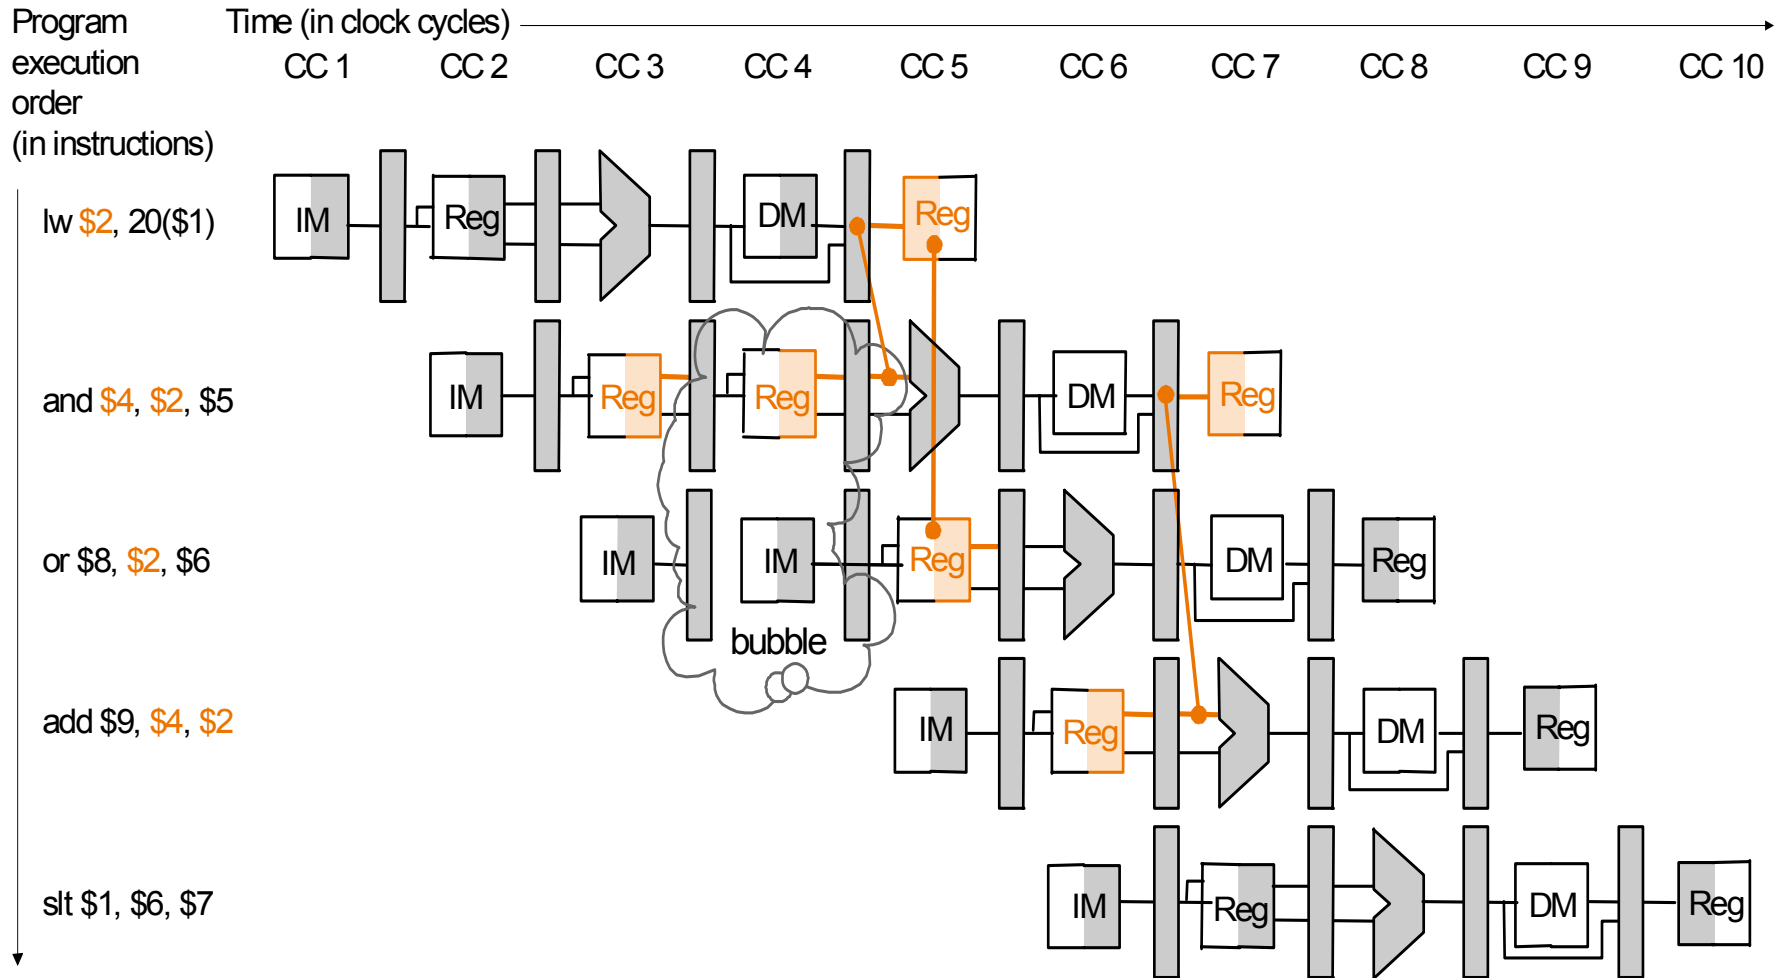 Program
execution
order
(in instructions)
Time (in clock cycles)
CC 1 CC 2 CC 3 CC 4 CC 5 CC 6 CC 7 CC 8 CC 9 CC 10
lw $2, 20($1) IM Reg DM Reg
and $4, $2, $5 IM Reg Reg DM Reg
or $8, $2, $6 IM IM Reg DM Reg
bubble
add $9, $4, $2 IM Reg DM Reg
slt $1, $6, $7 IM Reg DM Reg